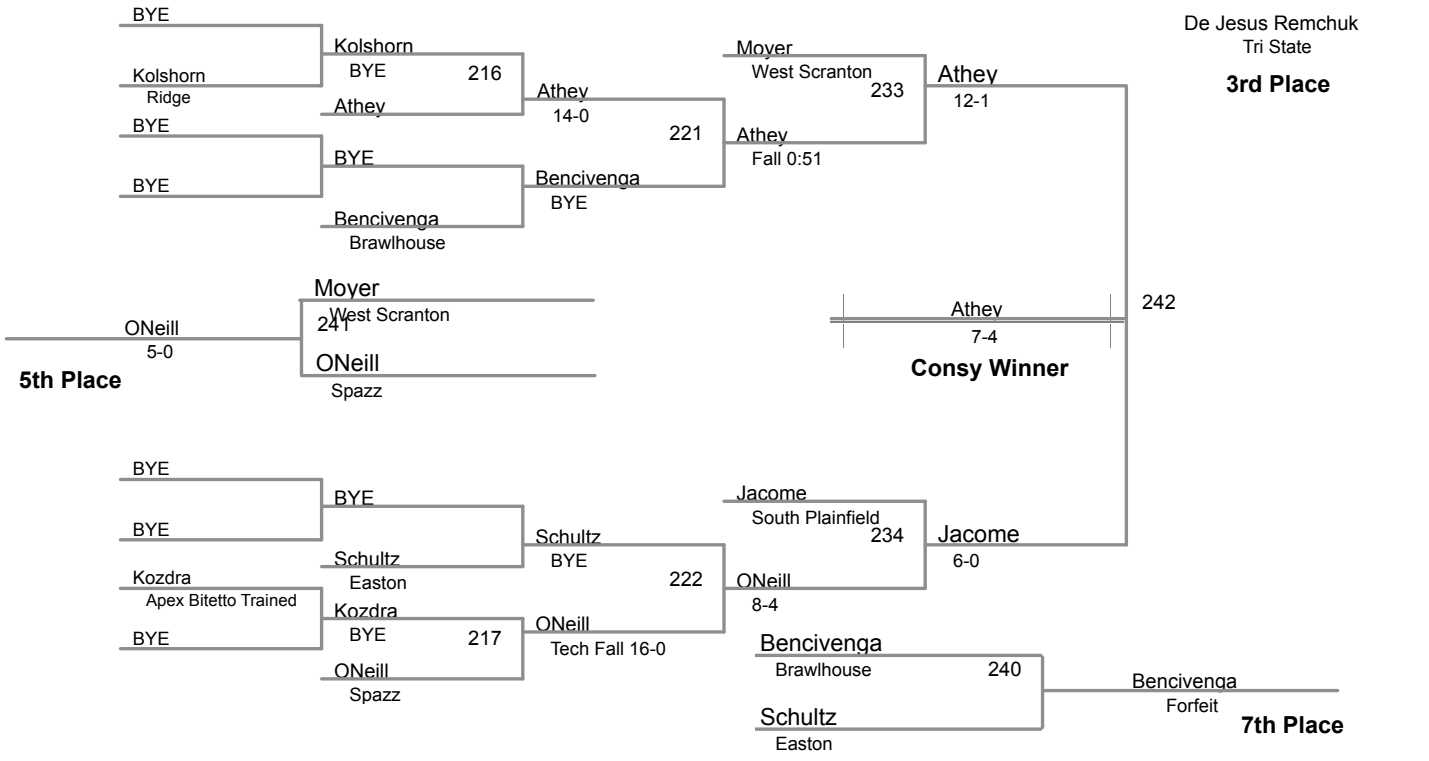 BYE
Kolshorn
Ridge
BYE
BYE
Kolshorn
BYE
216
Athey
BYE
Bencivenga
Brawlhouse
Athey
14-0
221
Bencivenga
BYE
Moyer
West Scranton
233
Athey
Fall 0:51
Athey
12-1
De Jesus Remchuk
Tri State
3rd Place
Moyer
West Scranton
241
ONeill
Spazz
ONeill
5-0
5th Place
Athey
7-4
Consy Winner
242
BYE
BYE
Kozdra
Apex Bitetto Trained
BYE
BYE
Schultz
Easton
Kozdra
BYE
217
ONeill
Spazz
Schultz
BYE
222
ONeill
Tech Fall 16-0
Jacome
South Plainfield
234
ONeill
8-4
Jacome
6-0
Bencivenga
Brawlhouse
240
Schultz
Easton
Bencivenga
Forfeit
7th Place